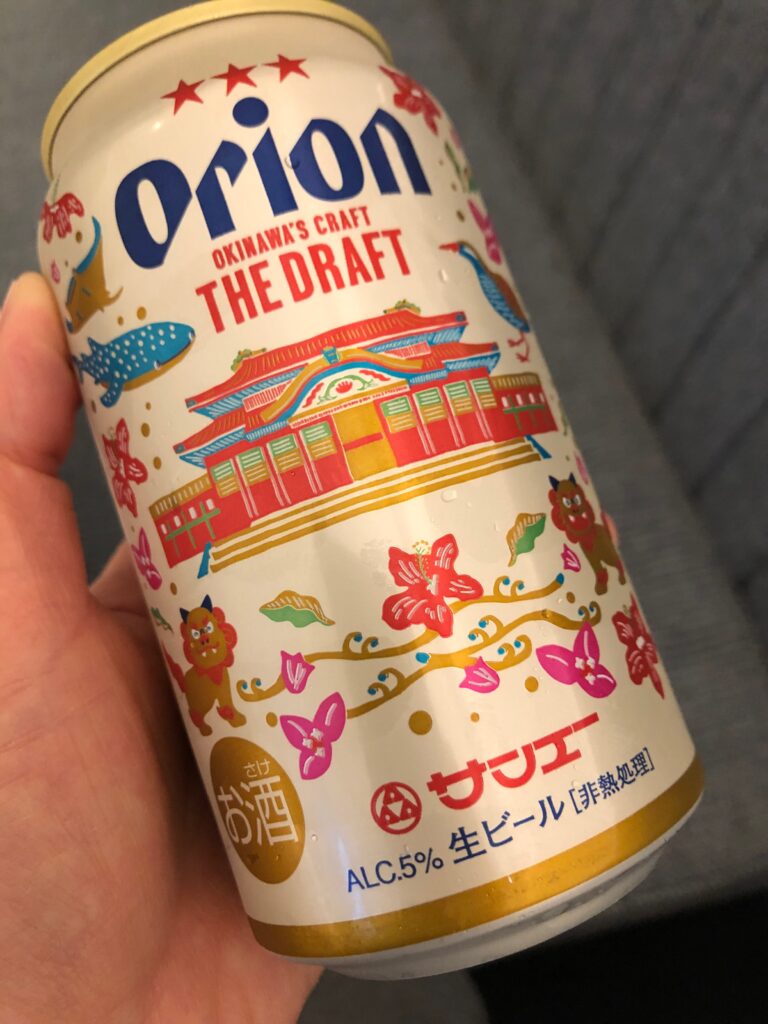 Orion
OKINAWA'S CRAFT
THE DRAFT
さけ
お酒
サンエー
ALC.5% 生ビール [非熱処理]